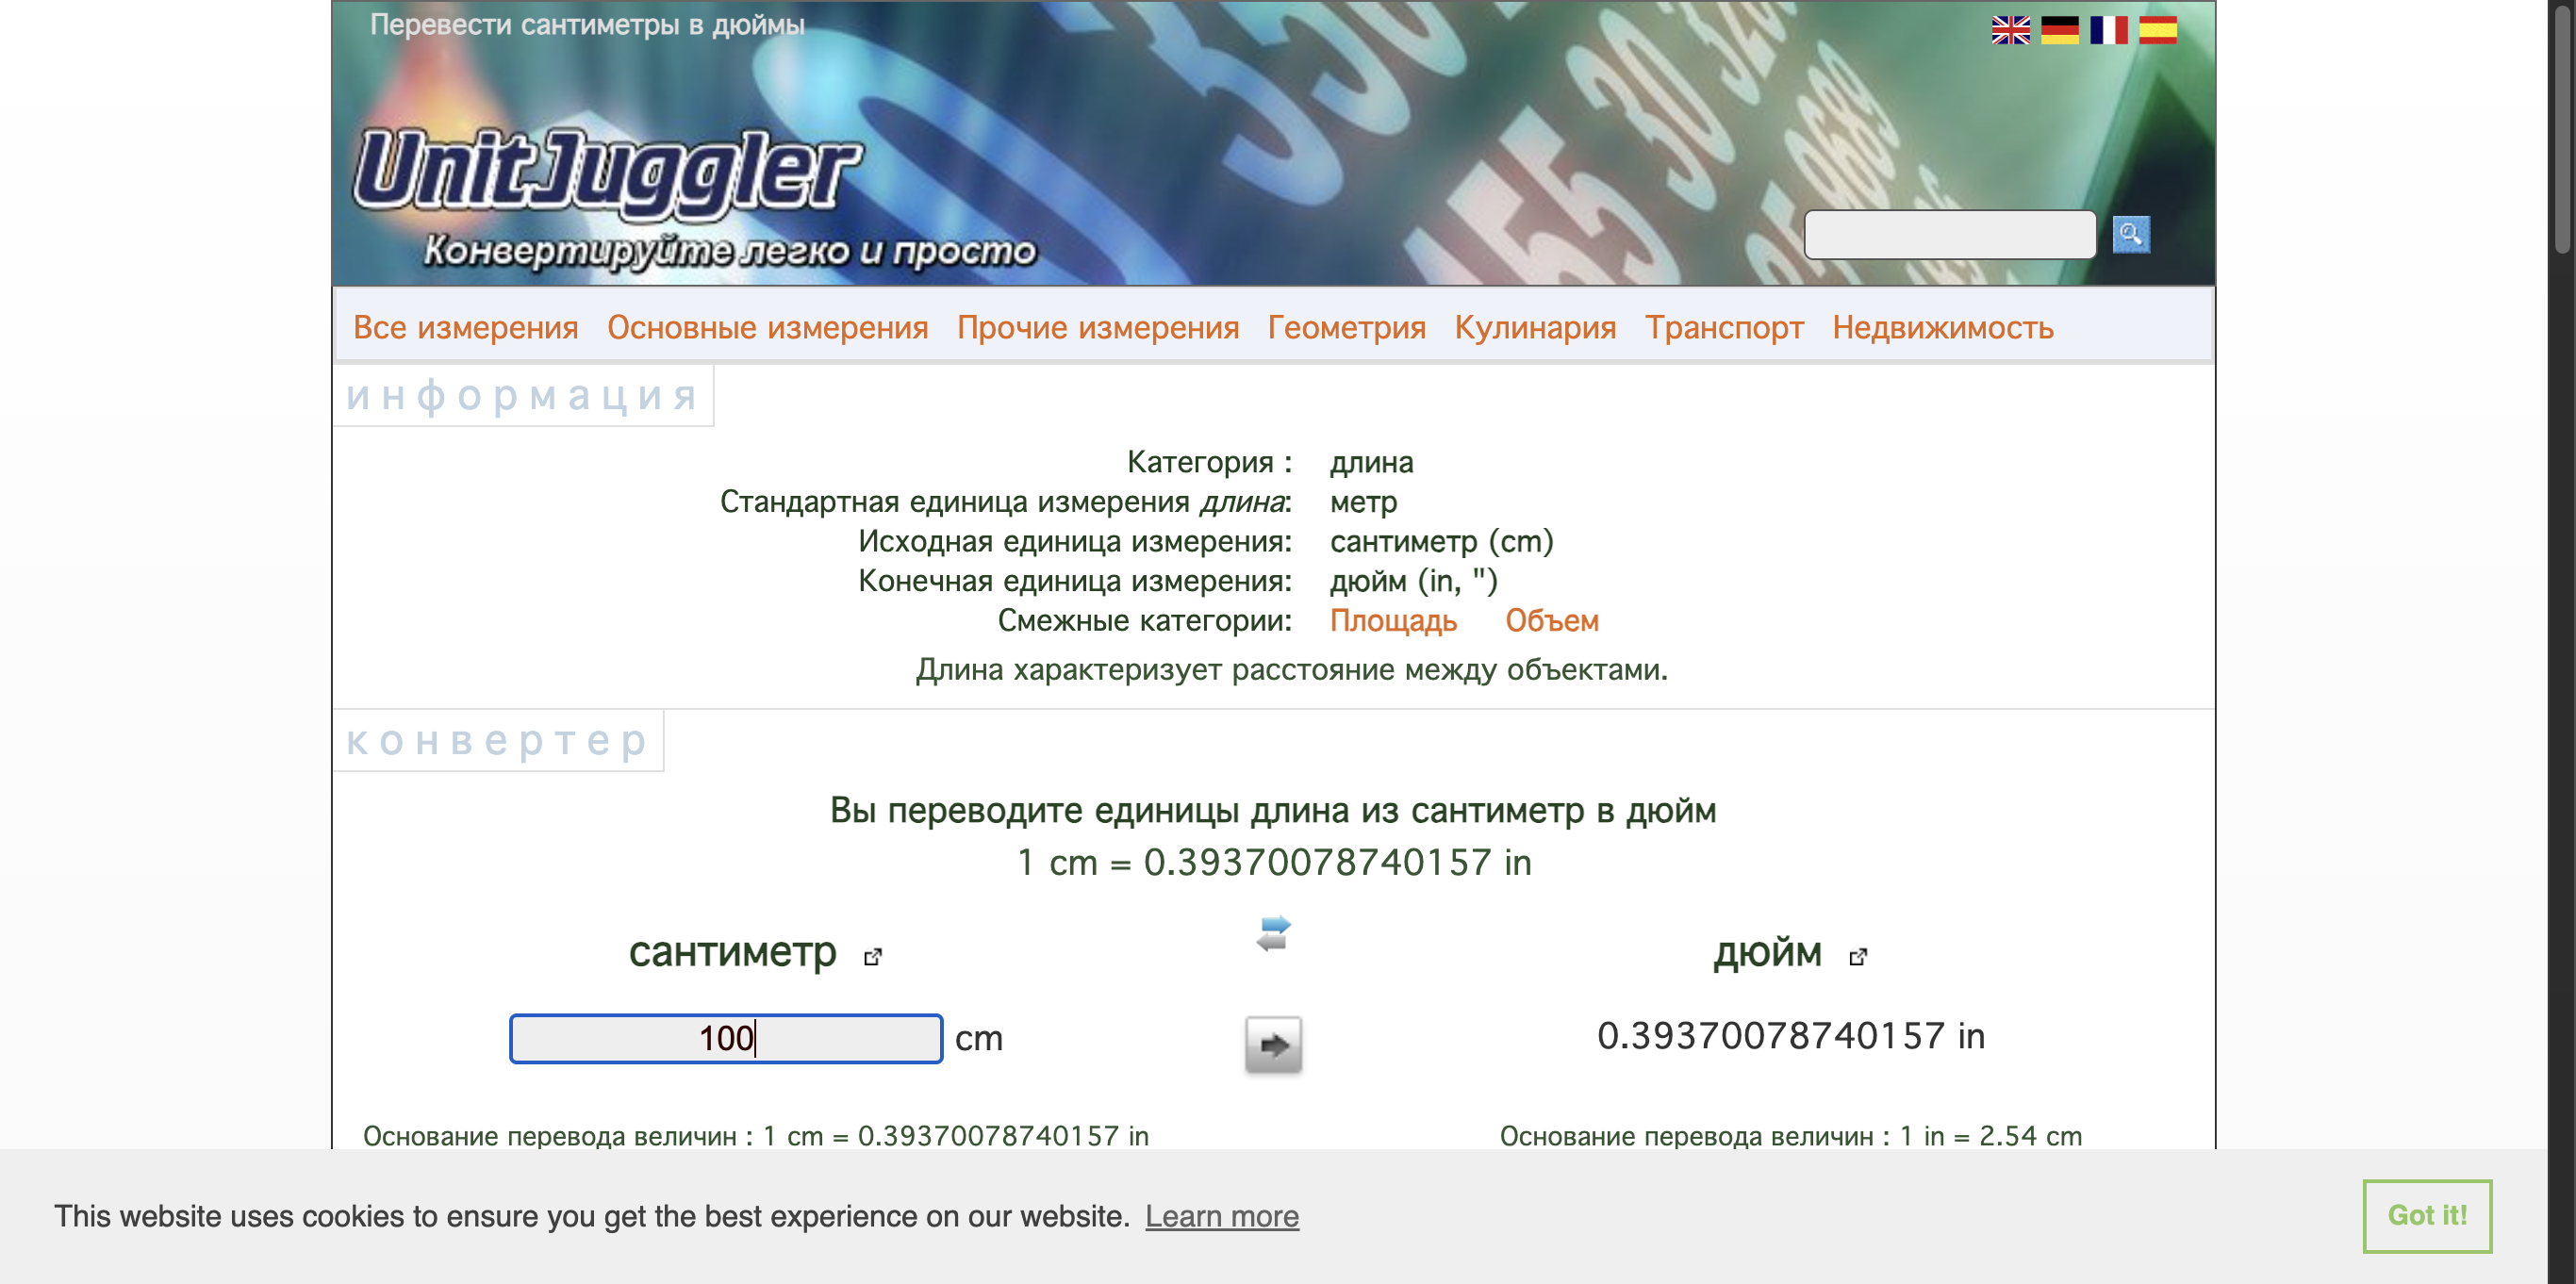 Перевести сантиметры в дюймы
UnitJuggler
Конвертируйте легко и просто
Все измерения Основные измерения Прочие измерения Геометрия Кулинария Транспорт Недвижимость
информация
Категория : длина
Стандартная единица измерения длина: метр
Исходная единица измерения: сантиметр (cm)
Конечная единица измерения: дюйм (in, ")
Смежные категории: Площадь Объем
Длина характеризует расстояние между объектами.
конвертер
Вы переводите единицы длина из сантиметр в дюйм
1 cm = 0.39370078740157 in
сантиметр дюйм
100 cm 0.39370078740157 in
Основание перевода величин : 1 cm = 0.39370078740157 in Основание перевода величин : 1 in = 2.54 cm
This website uses cookies to ensure you get the best experience on our website. Learn more Got it!